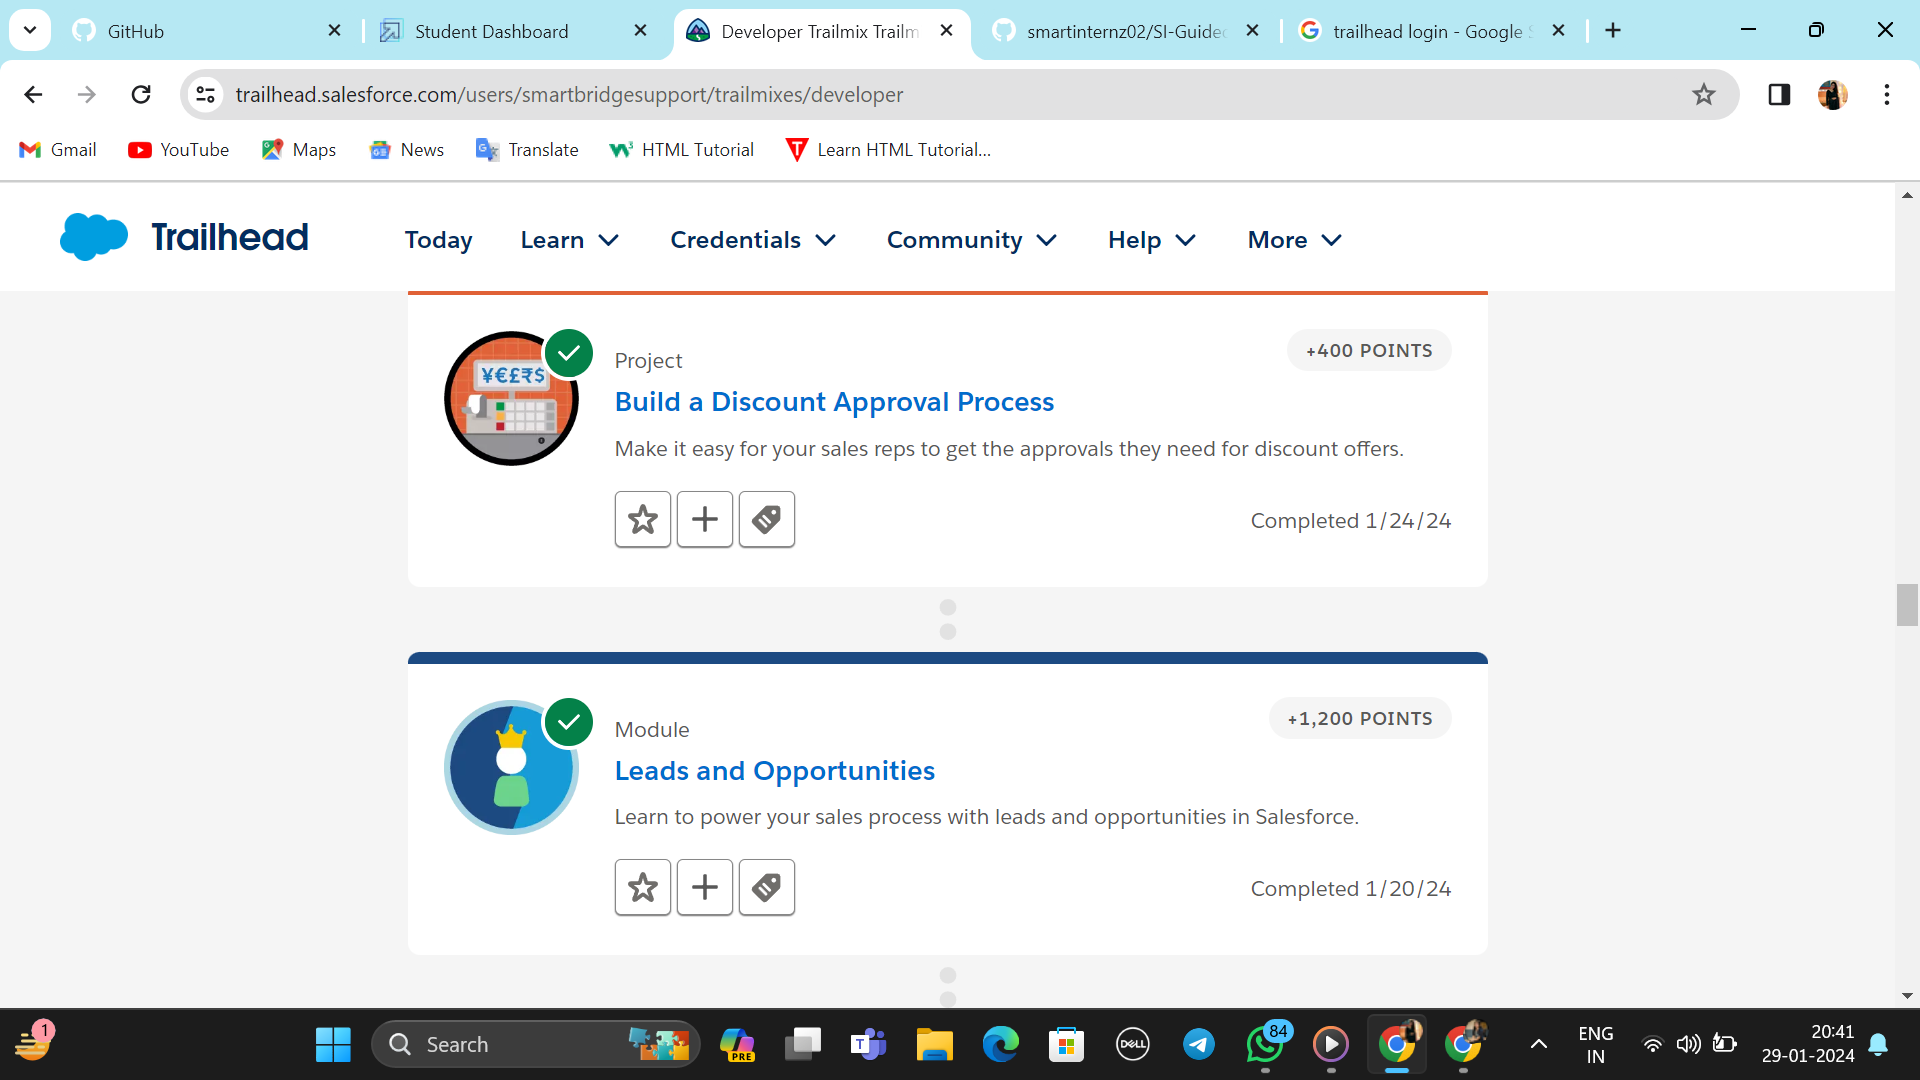 GitHub
Student Dashboard
Developer Trailmix Trailm
smartinternz02/SI-Guided
trailhead login - Google S
trailhead.salesforce.com/users/smartbridgesupport/trailmixes/developer
Gmail
YouTube
Maps
News
Translate
HTML Tutorial
Learn HTML Tutorial...
Trailhead
Today
Learn
Credentials
Community
Help
More
¥€£₹$
Project
+400 POINTS
Build a Discount Approval Process
Make it easy for your sales reps to get the approvals they need for discount offers.
Completed 1/24/24
Module
+1,200 POINTS
Leads and Opportunities
Learn to power your sales process with leads and opportunities in Salesforce.
Completed 1/20/24
1
Search
PRE
T
DELL
84
ENG
IN
20:41
29-01-2024